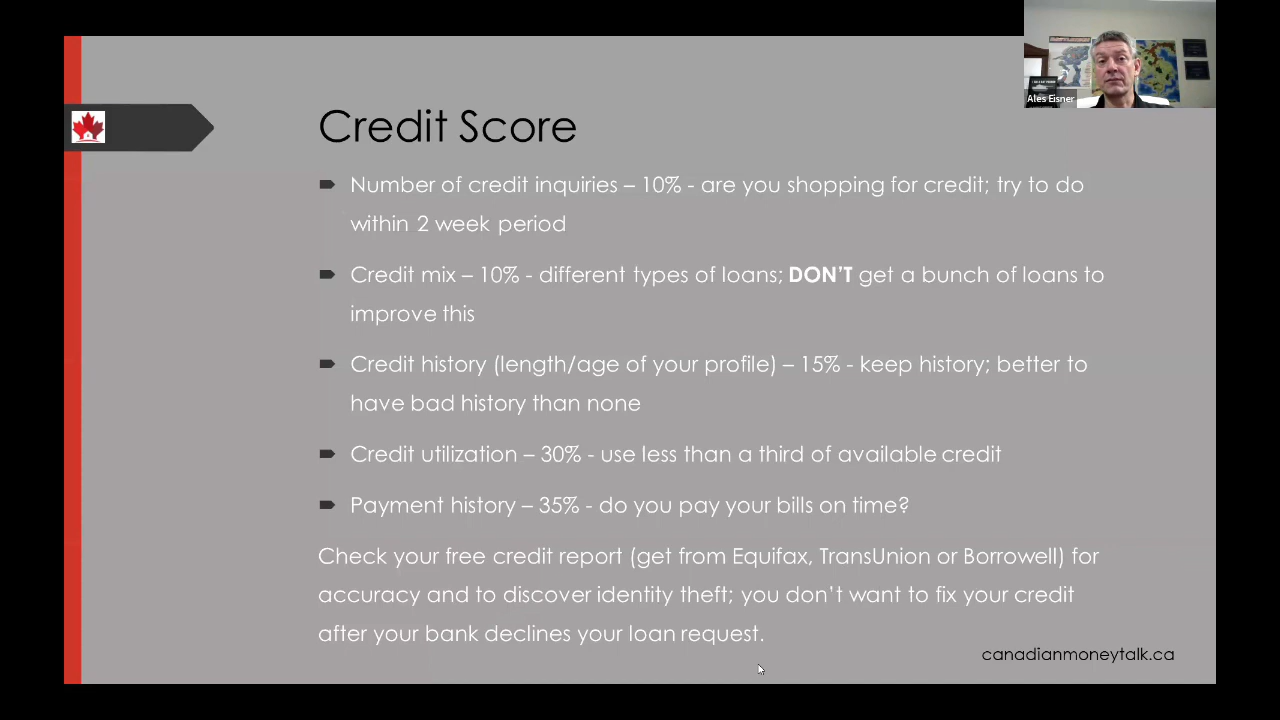 Ales Eisner
Credit Score
Number of credit inquiries – 10% - are you shopping for credit; try to do
within 2 week period
Credit mix – 10% - different types of loans; DON'T get a bunch of loans to
improve this
Credit history (length/age of your profile) – 15% - keep history; better to
have bad history than none
Credit utilization – 30% - use less than a third of available credit
Payment history – 35% - do you pay your bills on time?
Check your free credit report (get from Equifax, TransUnion or Borrowell) for
accuracy and to discover identity theft; you don't want to fix your credit
after your bank declines your loan request.
canadianmoneytalk.ca